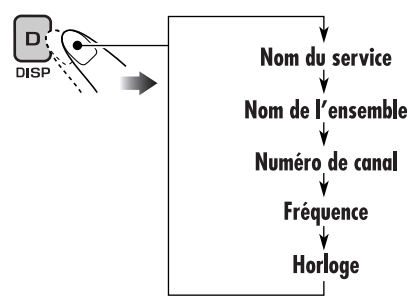 D
DISP
Nom du service
Nom de l'ensemble
Numéro de canal
Fréquence
Horloge